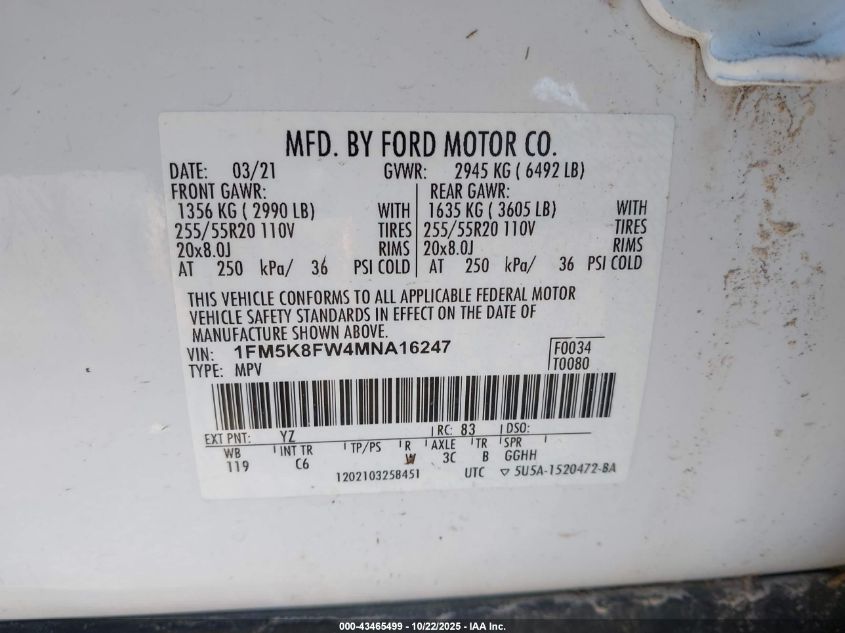 MFD. BY FORD MOTOR CO.
DATE: 03/21 GVWR: 2945 KG ( 6492 LB)
FRONT GAWR: REAR GAWR:
1356 KG ( 2990 LB) WITH 1635 KG ( 3605 LB) WITH
255/55R20 110V TIRES 255/55R20 110V TIRES
20x8.0J RIMS 20x8.0J RIMS
AT 250 kPa/ 36 PSI COLD AT 250 kPa/ 36 PSI COLD
THIS VEHICLE CONFORMS TO ALL APPLICABLE FEDERAL MOTOR
VEHICLE SAFETY STANDARDS IN EFFECT ON THE DATE OF
MANUFACTURE SHOWN ABOVE.
VIN: 1FM5K8FW4MNA16247 F0034
TYPE: MPV T0080
EXT PNT: YZ RC: 83 DSO:
WB INT TR TP/PS R AXLE TR SPR
119 C6 W 3C B GGHH
1202103258451 UTC ▽ 5U5A-1520472-BA
000-43465499 - 10/22/2025 - IAA Inc.